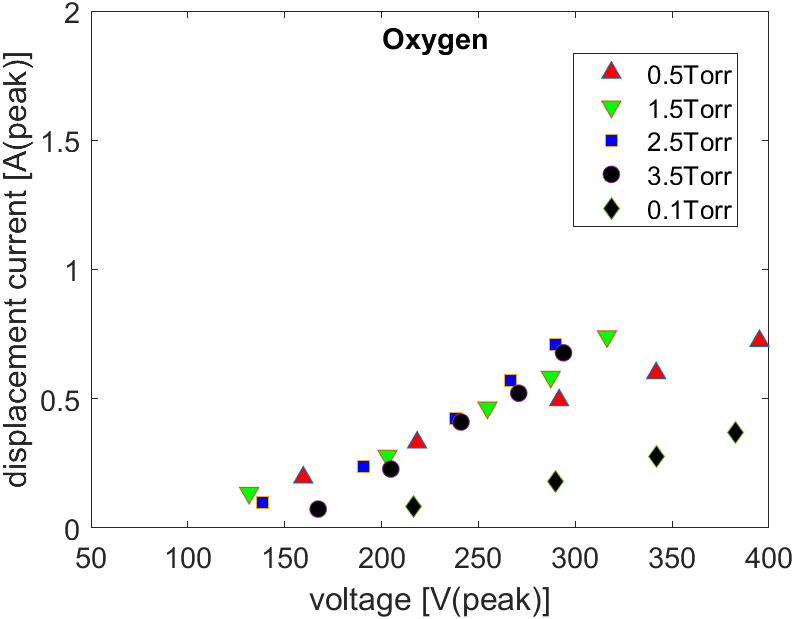 Oxygen
2
1.5
1
0.5
0
displacement current [A(peak)]
0.5Torr
1.5Torr
2.5Torr
3.5Torr
0.1Torr
50 100 150 200 250 300 350 400
voltage [V(peak)]